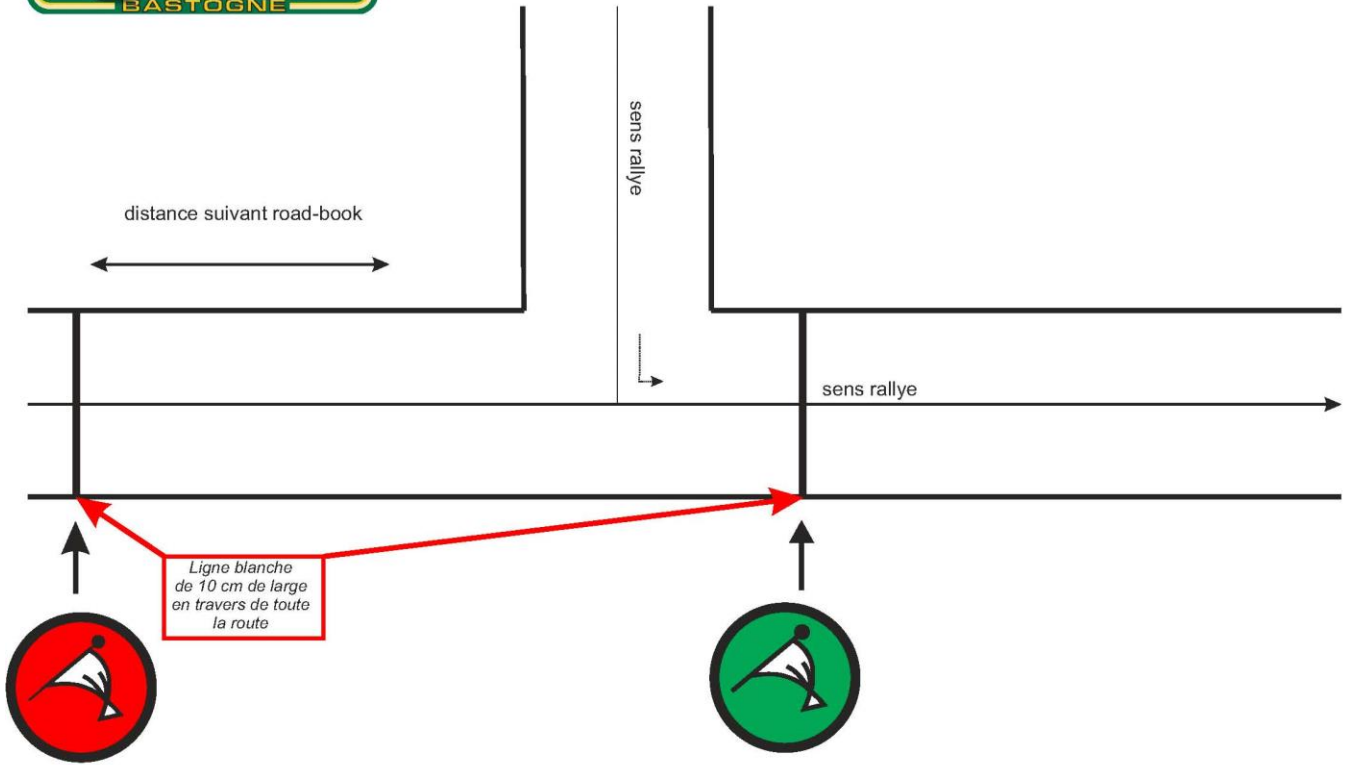 BASTOGNE
sens rallye
distance suivant road-book
sens rallye
Ligne blanche
de 10 cm de large
en travers de toute
la route